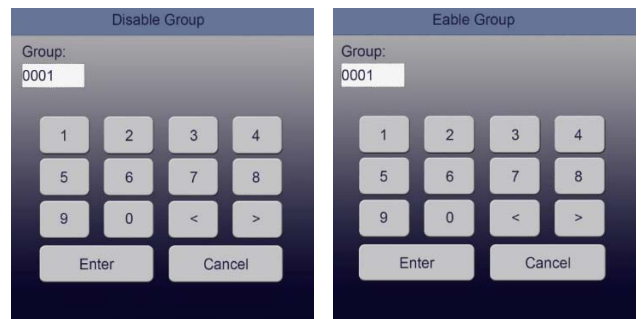 Disable Group
Group:
0001
1 2 3 4
5 6 7 8
9 0 < >
Enter Cancel
Eable Group
Group:
0001
1 2 3 4
5 6 7 8
9 0 < >
Enter Cancel